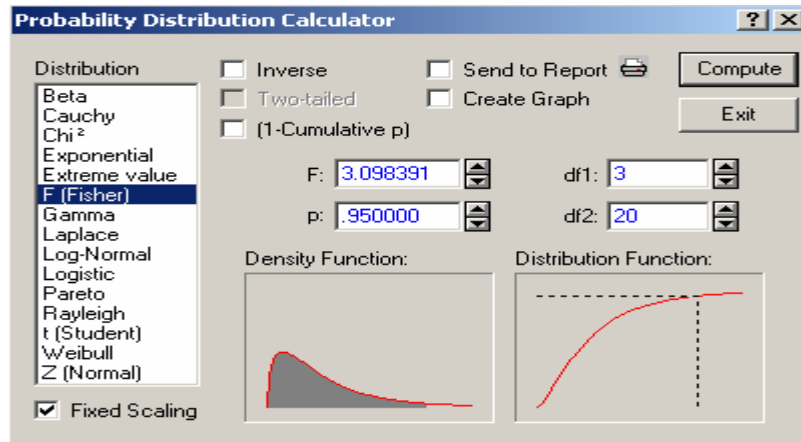 Probability Distribution Calculator
Distribution
Beta
Cauchy
Chi ²
Exponential
Extreme value
F (Fisher)
Gamma
Laplace
Log-Normal
Logistic
Pareto
Rayleigh
t (Student)
Weibull
Z (Normal)
Fixed Scaling
Inverse
Two-tailed
(1-Cumulative p)
Send to Report
Create Graph
Compute
Exit
F: 3.098391
df1: 3
p: .950000
df2: 20
Density Function:
Distribution Function: